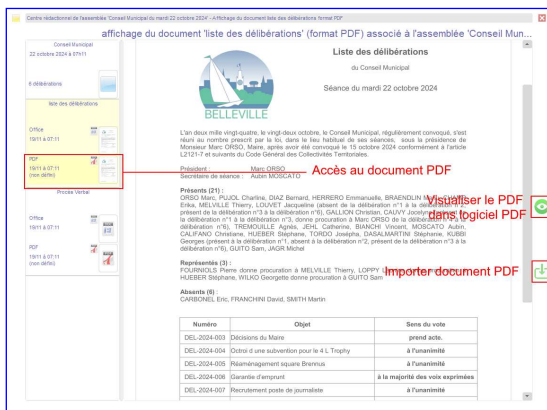 Centre rédactionnel de l'assemblée 'Conseil Municipal du mardi 22 octobre 2024' - Affichage du document liste des délibérations format PDF
affichage du document 'liste des délibérations' (format PDF) associé à l'assemblée 'Conseil Mun...
Conseil Municipal
22 octobre 2024 à 07h11
6 délibérations
liste des délibérations
Office
19/11 à 07:11
PDF
19/11 à 07:11
(non défini)
Procès Verbal
Office
19/11 à 07:11
PDF
19/11 à 07:11
(non défini)
BELLEVILLE
Liste des délibérations
du Conseil Municipal
Séance du mardi 22 octobre 2024
L'an deux mille vingt-quatre, le vingt-deux octobre, le Conseil Municipal, régulièrement convoqué, s'est
réuni au nombre prescrit par la loi, dans le lieu habituel de ses séances, sous la présidence de
Monsieur Marc ORSO, Maire, après avoir été convoqué le 15 octobre 2024 conformément à l'article
L2121-7 et suivants du Code Général des Collectivités Territoriales.
Président : Marc ORSO
Secrétaire de séance : Aubin MOSCATO
Accès au document PDF
Présents (21) :
ORSO Marc, PUJOL Charline, DIAZ Bernard, HERRERO Emmanuelle, BRAENDLIN
Erika, MELVILLE Thierry, LOUVET Jacqueline (absent de la délibération n°1 à la délibération n°2,
présent de la délibération n°3 à la délibération n°6), GALLION Christian, CAUVY Jocelyn
la délibération n°1 à la délibération n°3, donne procuration à Marc ORSO de la délibération n°4 à la
délibération n°6), TREMOUILLE Agnès, JEHL Catherine, BIANCHI Vincent, MOSCATO Aubin,
CALIFANO Christiane, HUEBER Stéphane, TORDO Josépha, DASALMARTINI Stéphanie, KUBBI
Georges (présent à la délibération n°1, absent à la délibération n°2, présent de la délibération n°3 à la
délibération n°6), GUITO Sam, JAGR Michel
Visualiser le PDF
dans logiciel PDF
Représentés (3) :
FOURNOLS Pierre donne procuration à MELVILLE Thierry, LOPPY
HUEBER Stéphane, WILKO Georgette donne procuration à GUITO Sam
Importer document PDF
Absents (6) :
CARBONEL Eric, FRANCHINI David, SMITH Martin
Numéro Objet Sens du vote
DEL-2024-003 Décisions du Maire prend acte.
DEL-2024-004 Octroi d une subvention pour le 4 L Trophy à l'unanimité
DEL-2024-005 Réaménagement square Brennus à l'unanimité
DEL-2024-006 Garantie d'emprunt à la majorité des voix exprimées
DEL-2024-007 Recrutement poste de journaliste à l'unanimité